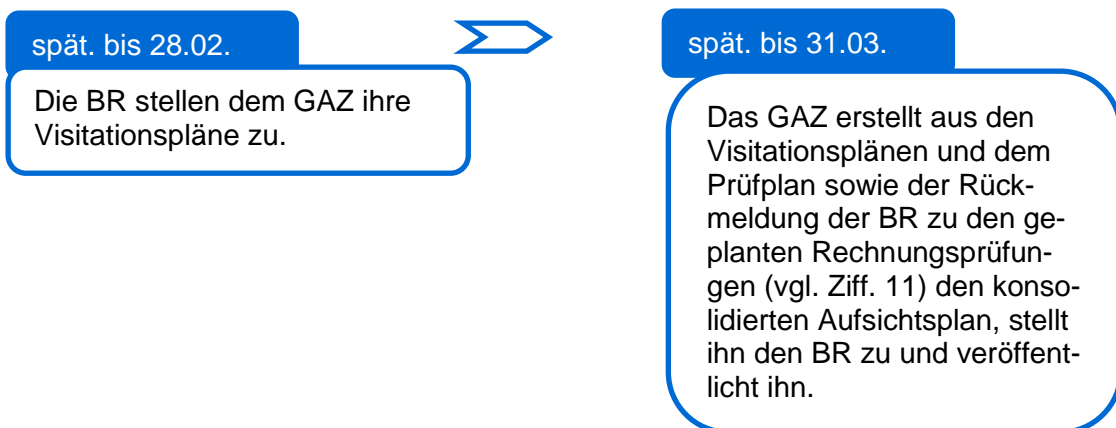 spät. bis 28.02.
Die BR stellen dem GAZ ihre
Visitationspläne zu.
spät. bis 31.03.
Das GAZ erstellt aus den
Visitationsplänen und dem
Prüfplan sowie der Rück-
meldung der BR zu den ge-
planten Rechnungsprüfun-
gen (vgl. Ziff. 11) den konso-
lidierten Aufsichtsplan, stellt
ihn den BR zu und veröffent-
licht ihn.